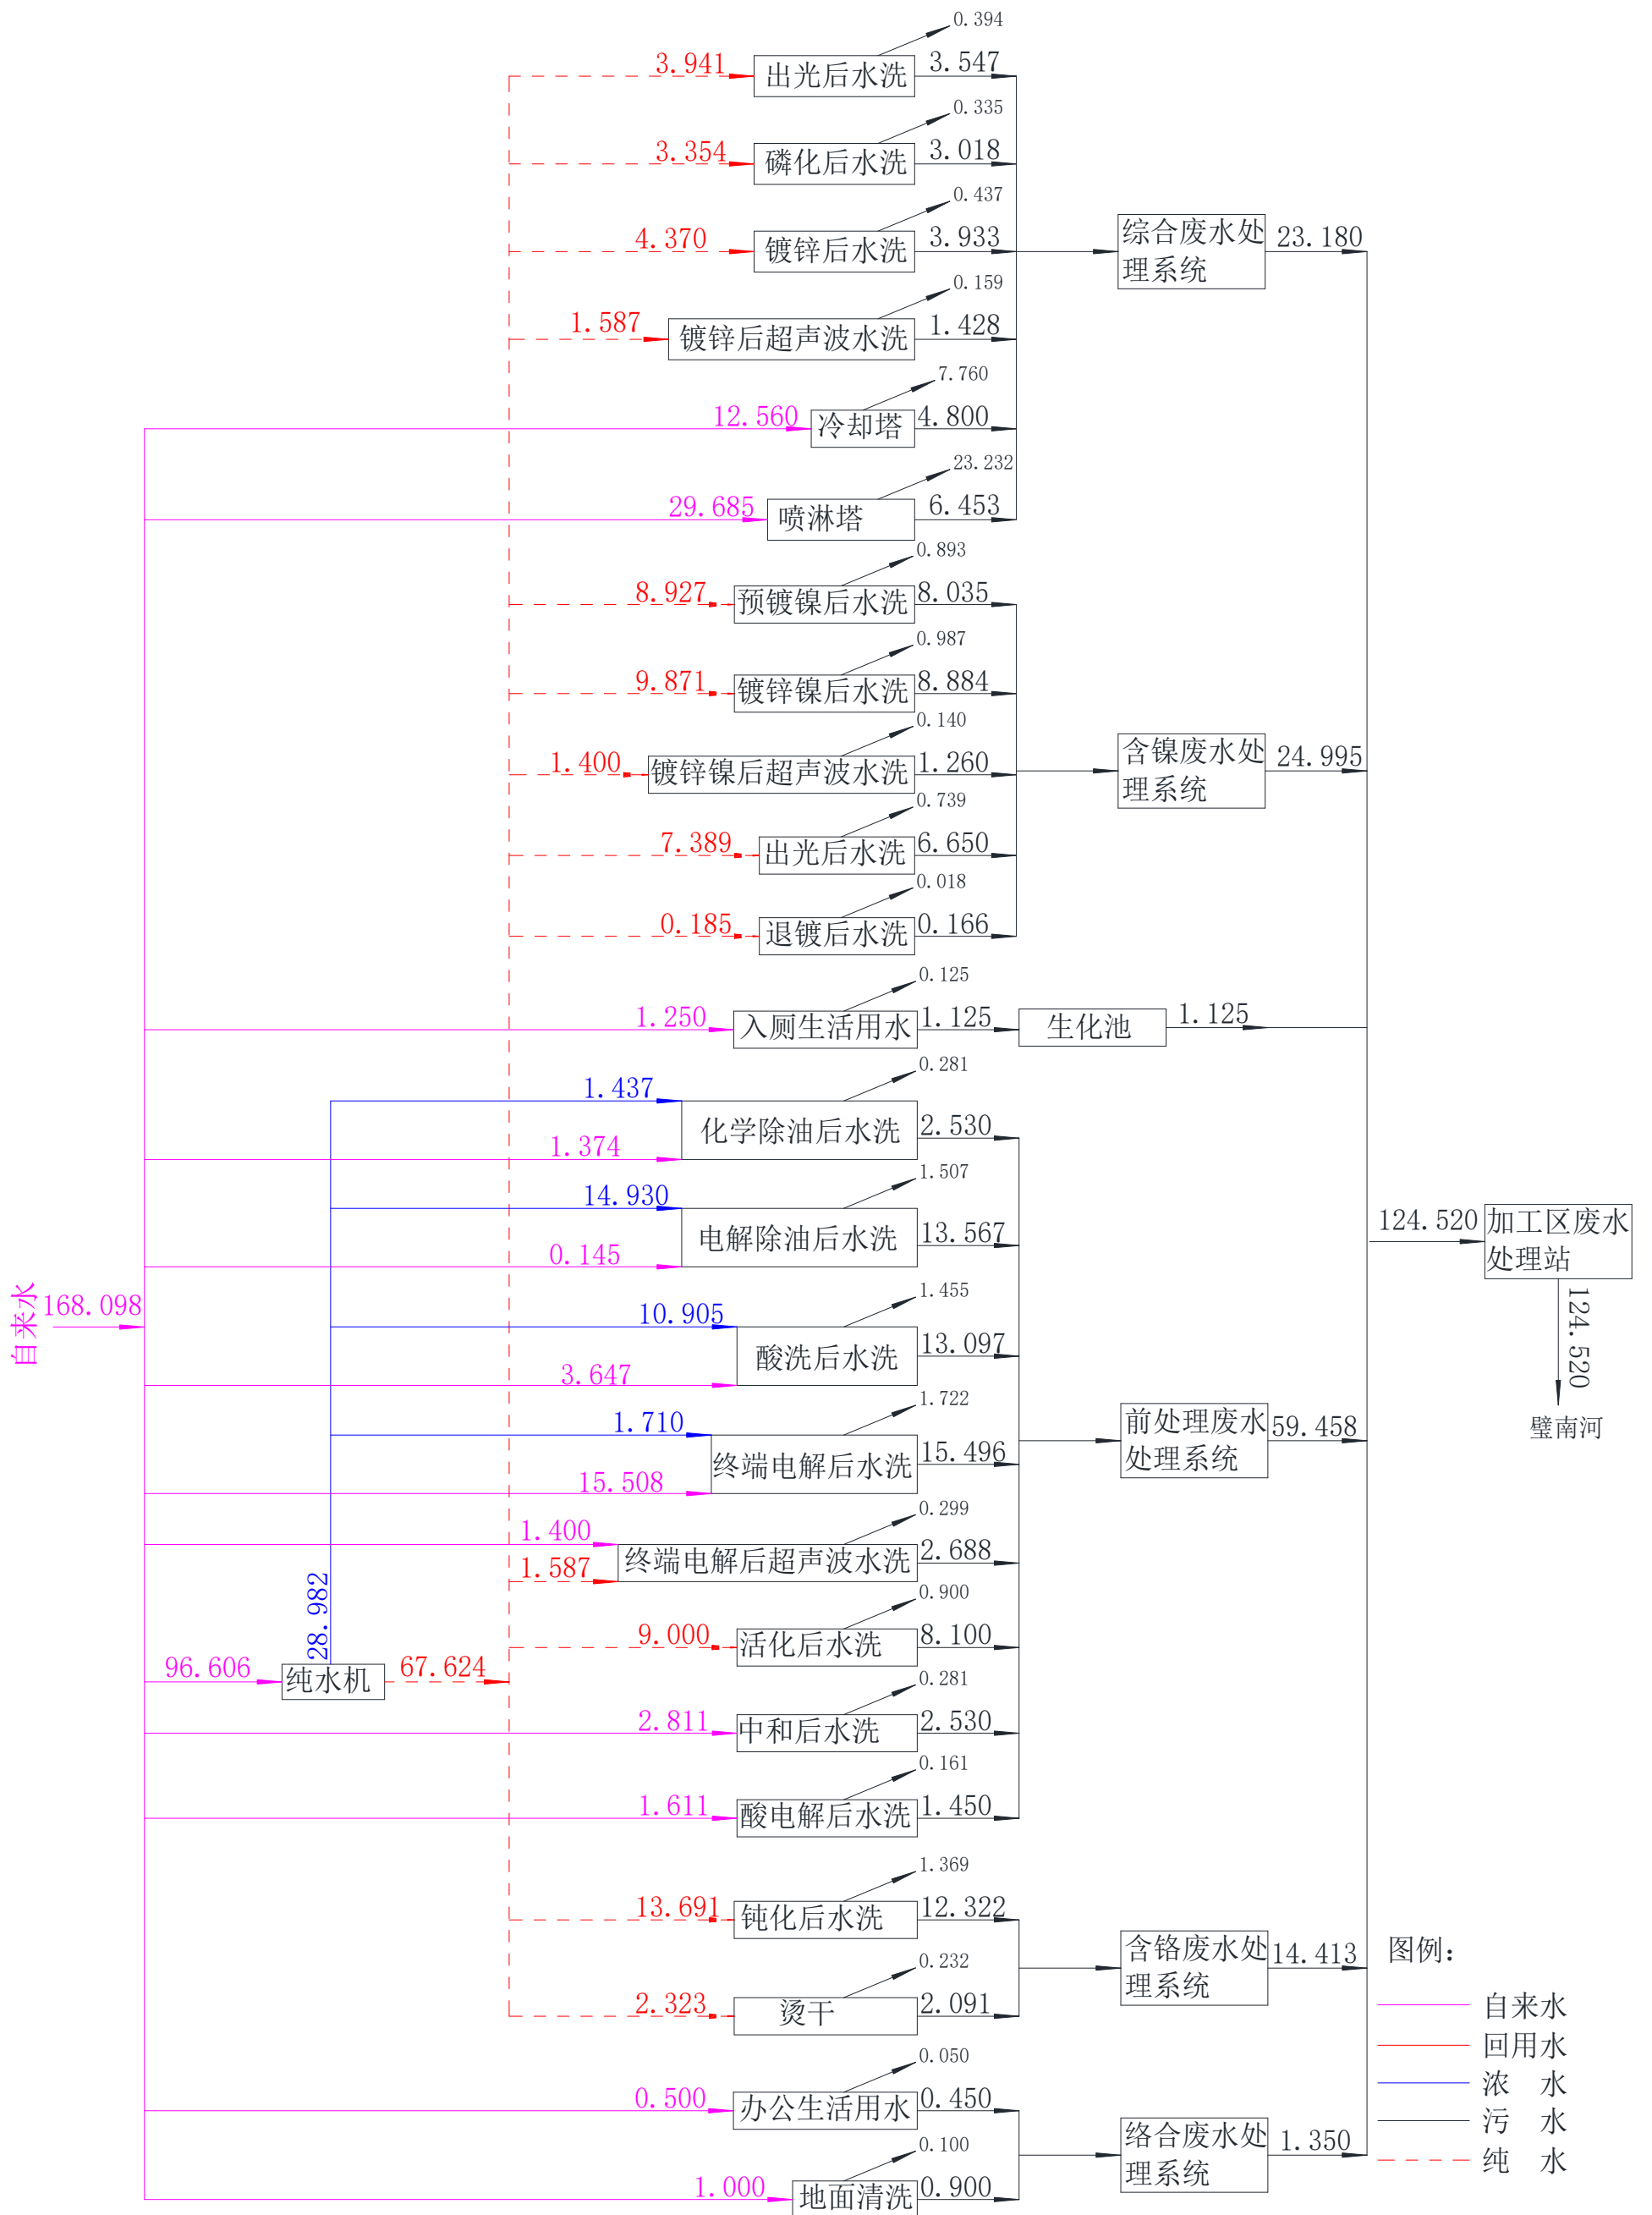 0.394
3.941
出光后水洗
3.547
0.335
3.354
磷化后水洗
3.018
0.437
4.370
镀锌后水洗
3.933
综合废水处
理系统
23.180
0.159
1.587
镀锌后超声波水洗
1.428
7.760
12.560
冷却塔
4.800
23.232
29.685
喷淋塔
6.453
0.893
8.927
预镀镍后水洗
8.035
0.987
9.871
镀锌镍后水洗
8.884
0.140
1.400
镀锌镍后超声波水洗
1.260
含镍废水处
理系统
24.995
0.739
7.389
出光后水洗
6.650
0.018
0.185
退镀后水洗
0.166
0.125
1.250
入厕生活用水
1.125
生化池
1.125
0.281
1.437
化学除油后水洗
2.530
1.374
1.507
14.930
电解除油后水洗
13.567
0.145
124.520
加工区废水
处理站
124.520
璧南河
自来水
168.098
1.455
10.905
酸洗后水洗
13.097
3.647
1.722
1.710
终端电解后水洗
15.496
15.508
前处理废水
处理系统
59.458
0.299
1.400
终端电解后超声波水洗
2.688
1.587
0.900
9.000
活化后水洗
8.100
28.982
96.606
纯水机
67.624
0.281
2.811
中和后水洗
2.530
0.161
1.611
酸电解后水洗
1.450
1.369
13.691
钝化后水洗
12.322
含铬废水处
理系统
14.413
0.232
2.323
烫干
2.091
0.050
0.500
办公生活用水
0.450
络合废水处
理系统
1.350
0.100
1.000
地面清洗
0.900
图例：
自来水
回用水
浓 水
污 水
纯 水